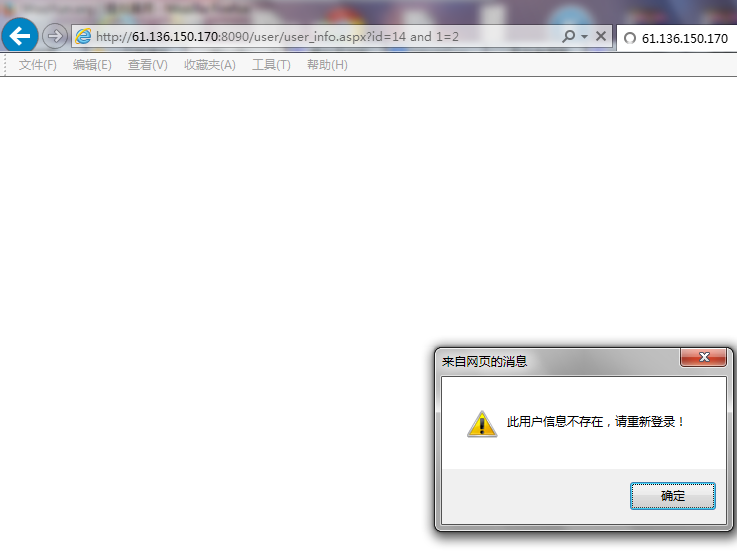 http://61.136.150.170:8090/user/user_info.aspx?id=14 and 1=2
61.136.150.170
文件(F) 编辑(E) 查看(V) 收藏夹(A) 工具(T) 帮助(H)
来自网页的消息
此用户信息不存在，请重新登录！
确定